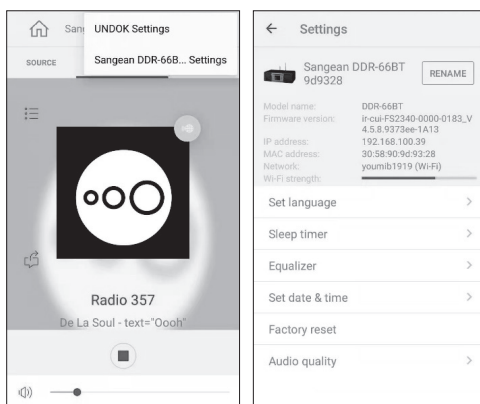 San
UNDOK Settings
Sangean DDR-66B... Settings
SOURCE
Radio 357
De La Soul - text="Oooh"
Settings
Sangean DDR-66BT
9d9328
RENAME
Model name: DDR-66BT
Firmware version: ir-cui-FS2340-0000-0183_V
4.5.8.9373ee-1A13
IP address: 192.168.100.39
MAC address: 30:58:90:9d:93:28
Network: youmib1919 (Wi-Fi)
Wi-Fi strength:
Set language
Sleep timer
Equalizer
Set date & time
Factory reset
Audio quality